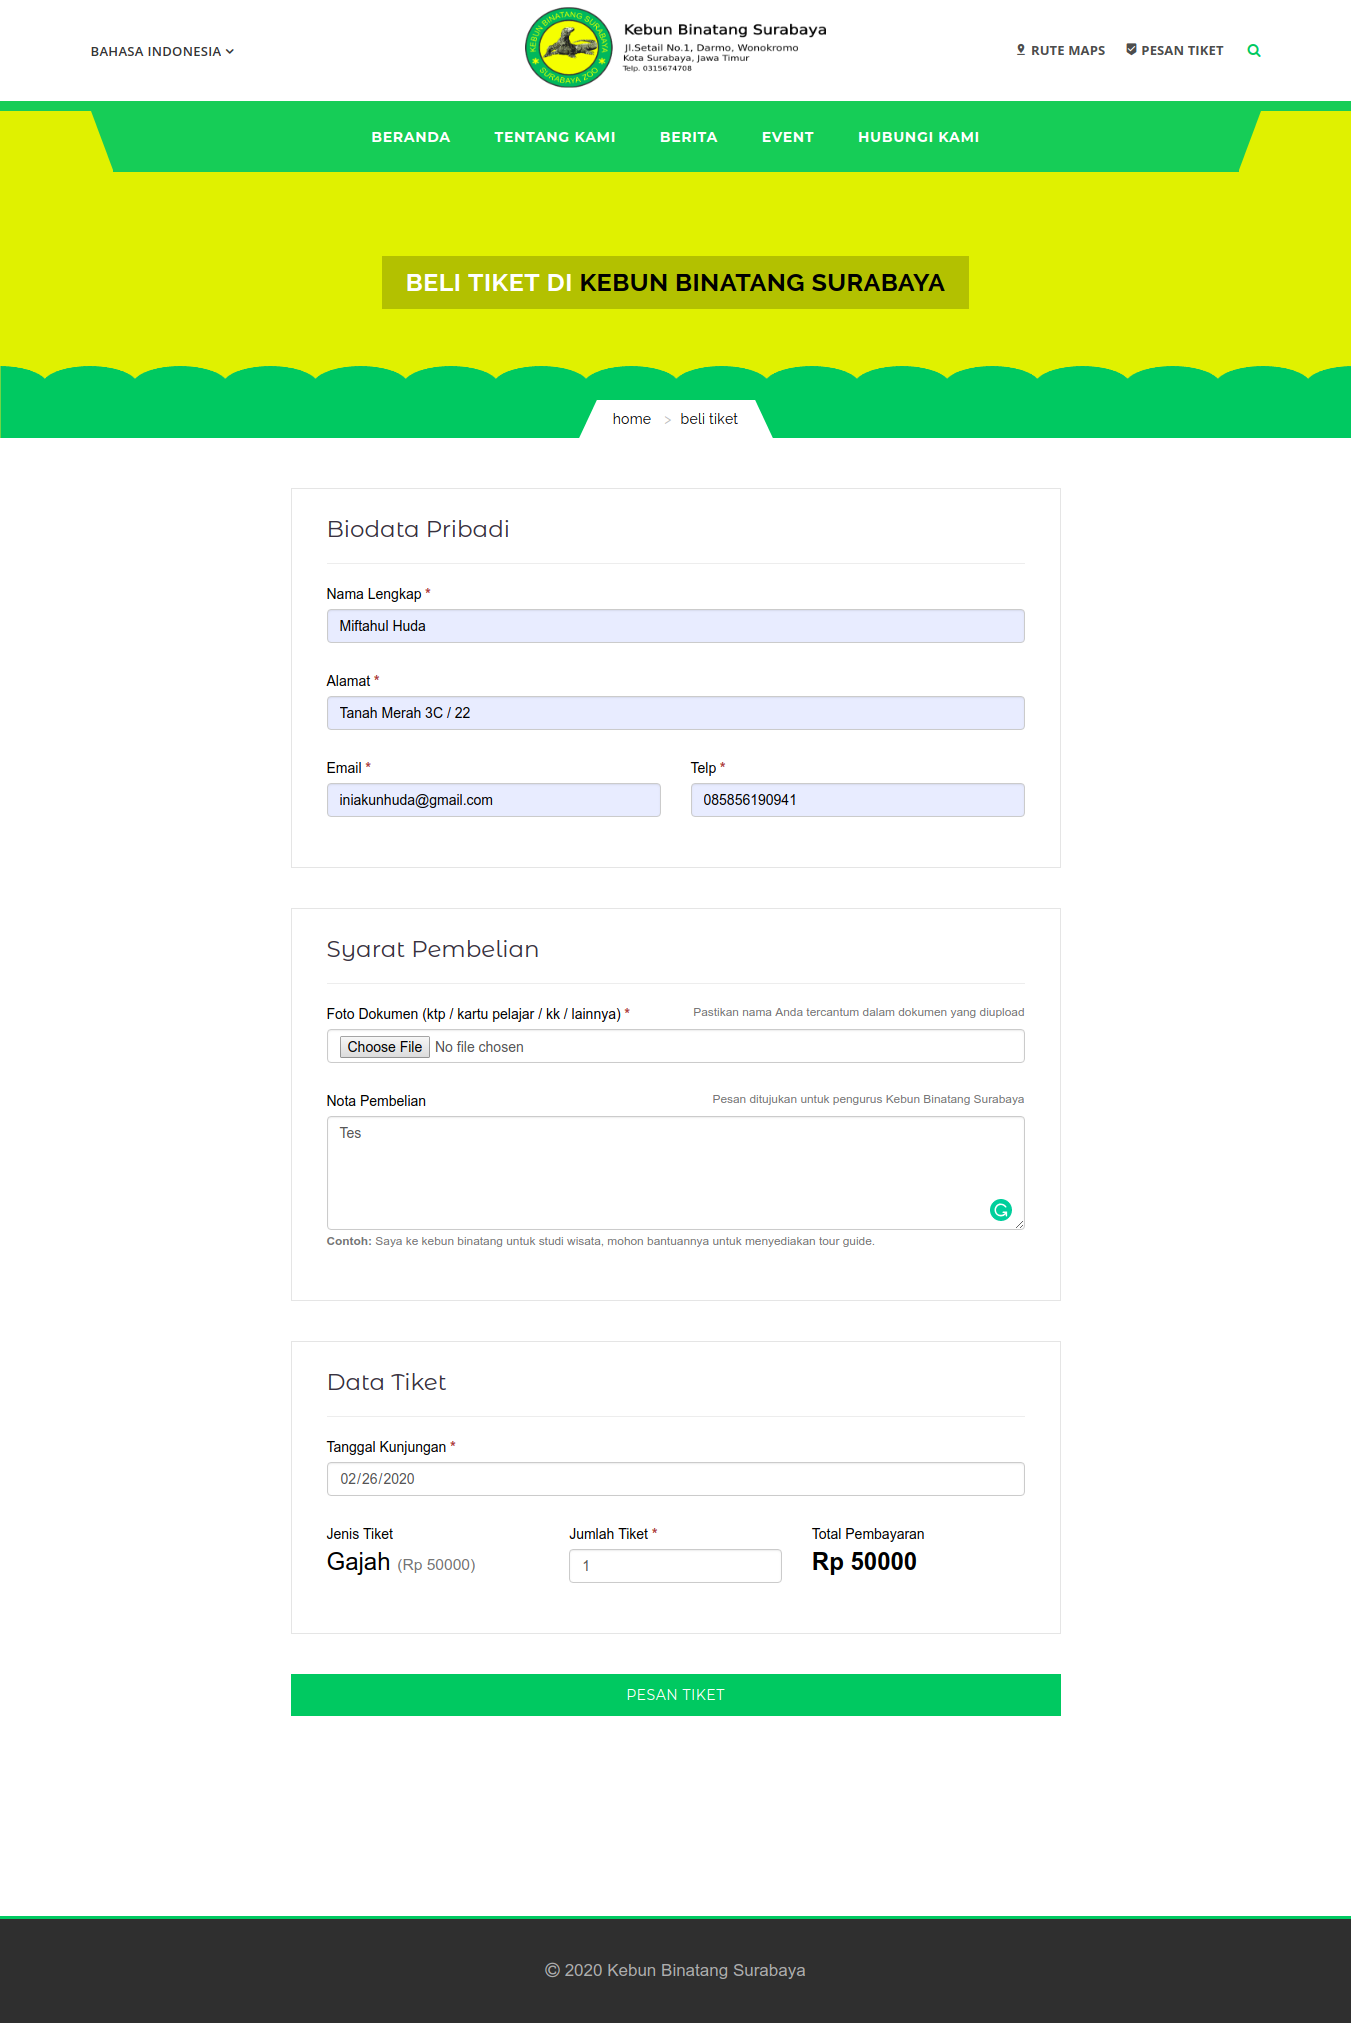 BAHASA INDONESIA
KEBUN BINATANG SURABAYA
SURABAYA ZOO
Kebun Binatang Surabaya
Jl.Setail No.1, Darmo, Wonokromo
Kota Surabaya, Jawa Timur
Telp. 0315674708
RUTE MAPS
PESAN TIKET
BERANDA TENTANG KAMI BERITA EVENT HUBUNGI KAMI
BELI TIKET DI KEBUN BINATANG SURABAYA
home > beli tiket
Biodata Pribadi
Nama Lengkap *
Miftahul Huda
Alamat *
Tanah Merah 3C / 22
Email * Telp *
iniakunhuda@gmail.com 085856190941
Syarat Pembelian
Foto Dokumen (ktp / kartu pelajar / kk / lainnya) * Pastikan nama Anda tercantum dalam dokumen yang diupload
Choose File No file chosen
Nota Pembelian Pesan ditujukan untuk pengurus Kebun Binatang Surabaya
Tes
Contoh: Saya ke kebun binatang untuk studi wisata, mohon bantuannya untuk menyediakan tour guide.
Data Tiket
Tanggal Kunjungan *
02/26/2020
Jenis Tiket Jumlah Tiket * Total Pembayaran
Gajah (Rp 50000) 1 Rp 50000
PESAN TIKET
© 2020 Kebun Binatang Surabaya